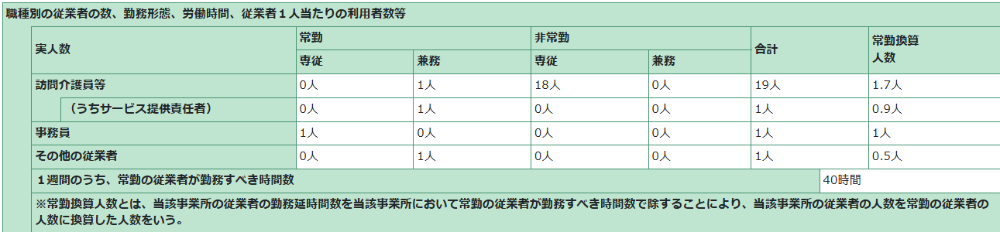 職種別の従業者の数、勤務形態、労働時間、従業者１人当たりの利用者数等
実人数 常勤 非常勤 合計 常勤換算
人数
専従 兼務 専従 兼務
訪問介護員等 0人 1人 18人 0人 19人 1.7人
（うちサービス提供責任者） 0人 1人 0人 0人 1人 0.9人
事務員 1人 0人 0人 0人 1人 1人
その他の従業者 0人 1人 0人 0人 1人 0.5人
１週間のうち、常勤の従業者が勤務すべき時間数 40時間
※常勤換算人数とは、当該事業所の従業者の勤務延時間数を当該事業所において常勤の従業者が勤務すべき時間数で除することにより、当該事業所の従業者の人数を常勤の従業者の
人数に換算した人数をいう。